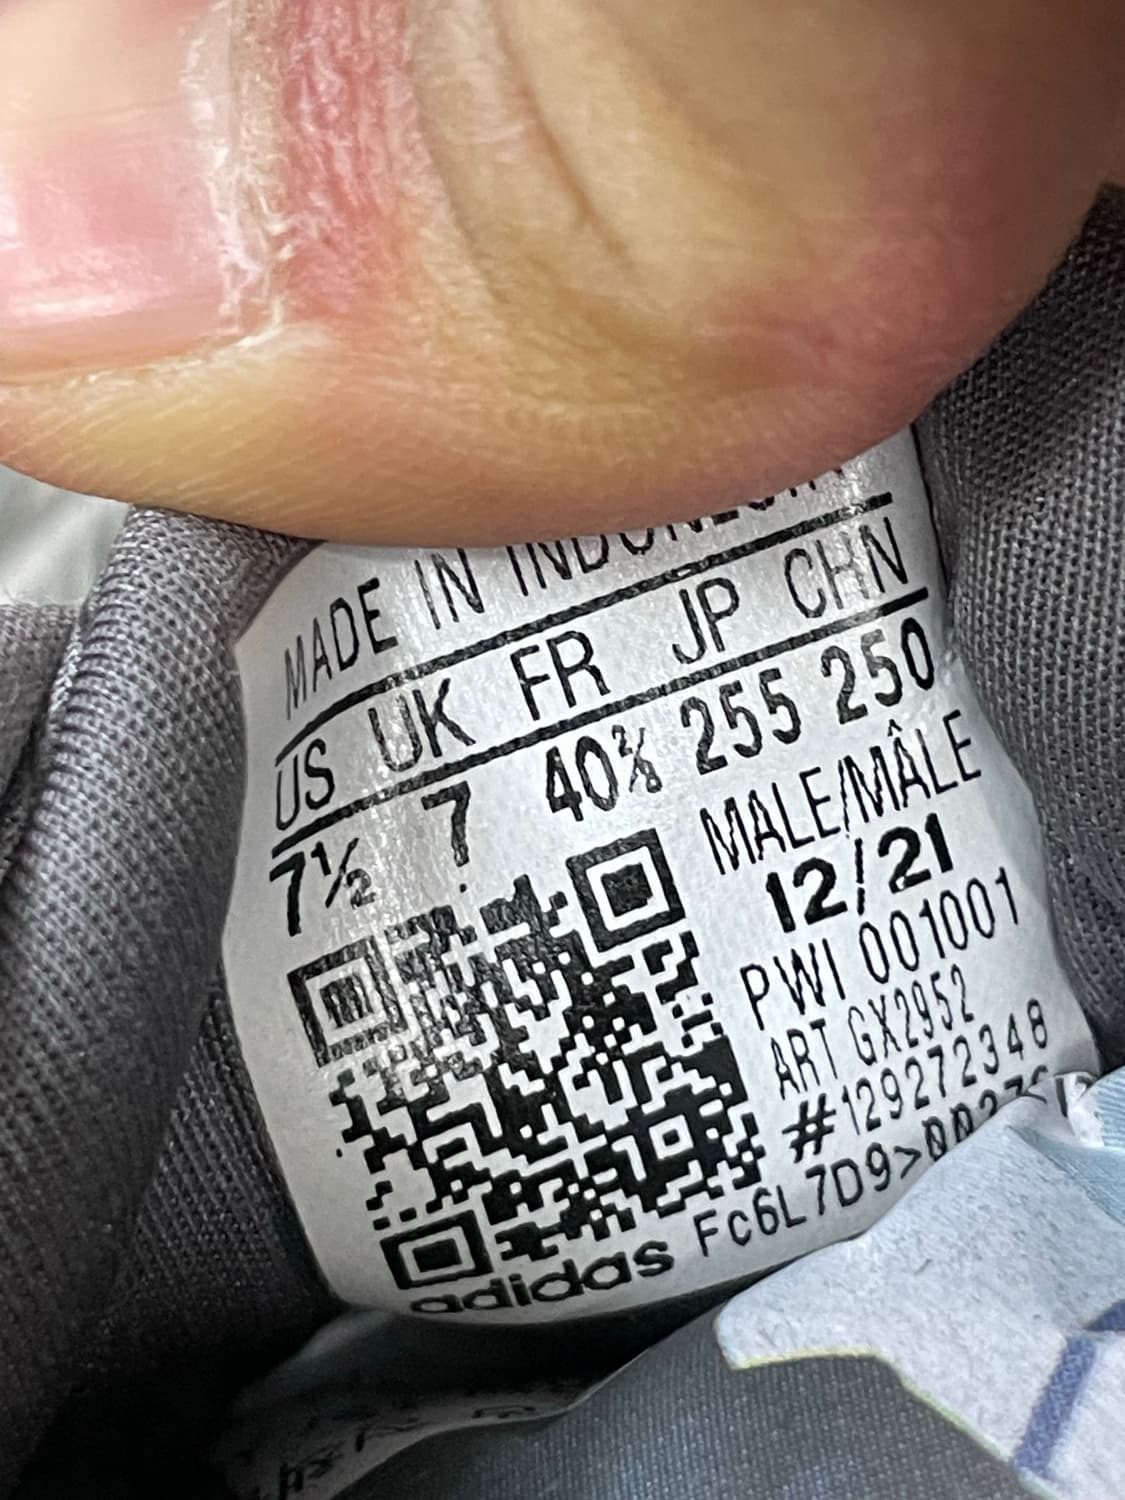 MADE IN INDONESIA
US UK FR JP CHN
7½ 7 40⅔ 255 250
MALE/MÂLE
12/21
PWI 001001
ART GX2952
#129272348
Fc6L7D9>
adidas